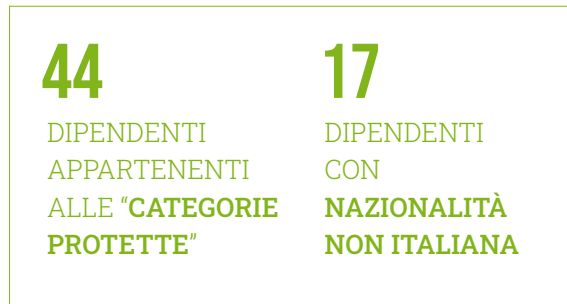 44
DIPENDENTI
APPARTENENTI
ALLE “CATEGORIE
PROTETTE”
17
DIPENDENTI
CON
NAZIONALITÀ
NON ITALIANA